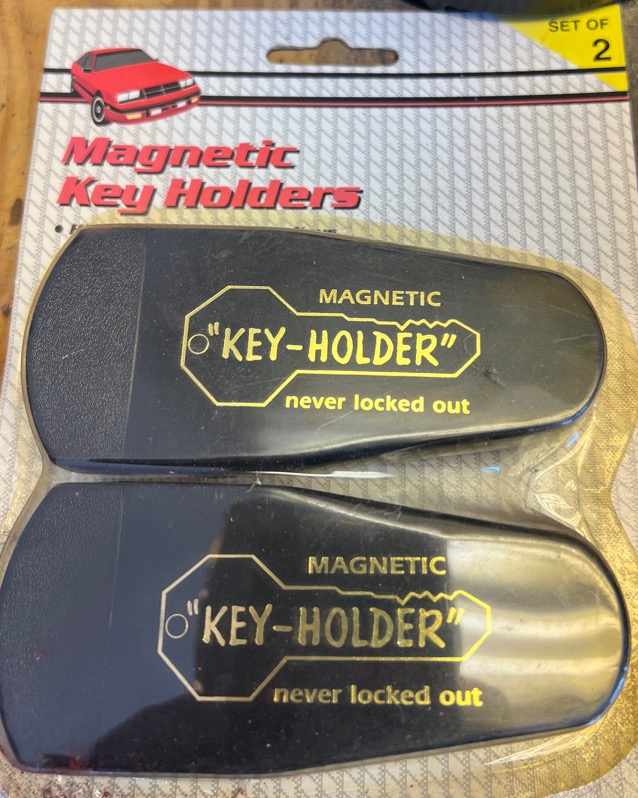 SET OF
2
Magnetic
Key Holders
MAGNETIC
"KEY-HOLDER"
never locked out
MAGNETIC
"KEY-HOLDER"
never locked out